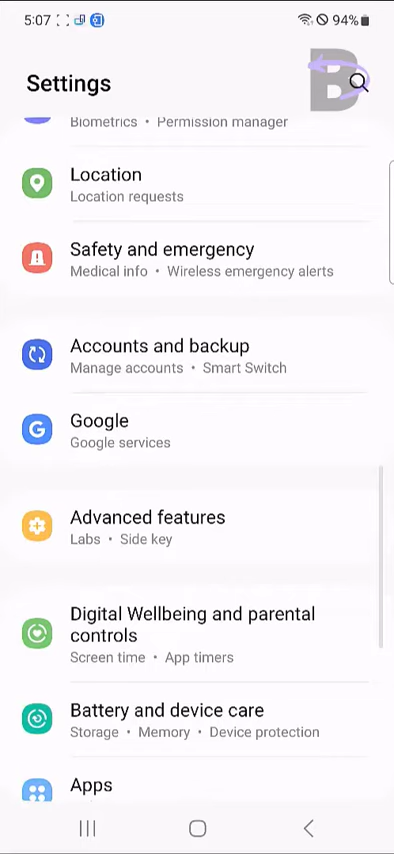 5:07
94%
Settings
B
Biometrics • Permission manager
Location
Location requests
Safety and emergency
Medical info • Wireless emergency alerts
Accounts and backup
Manage accounts • Smart Switch
G
Google
Google services
Advanced features
Labs • Side key
Digital Wellbeing and parental
controls
Screen time • App timers
Battery and device care
Storage • Memory • Device protection
Apps